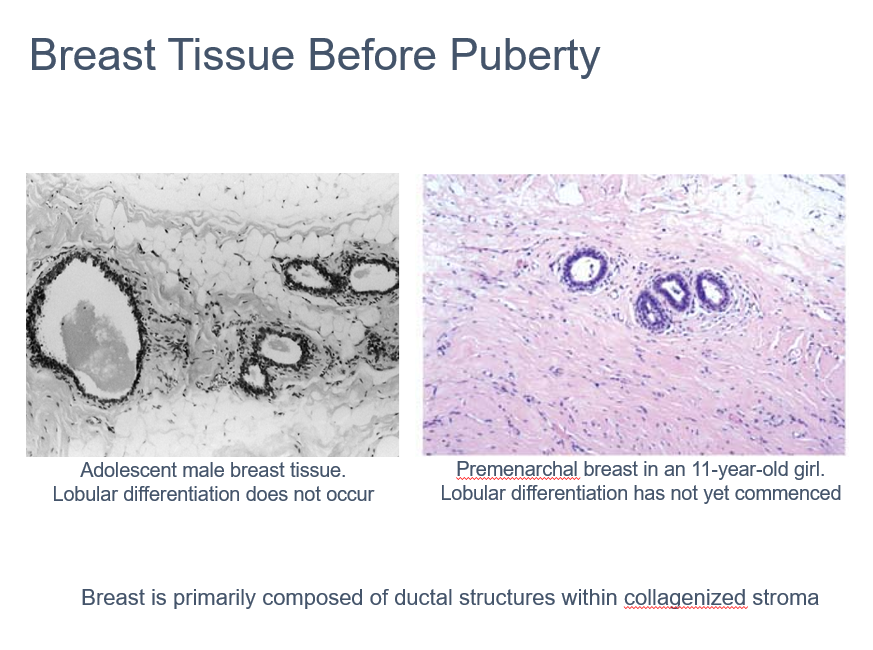 Breast Tissue Before Puberty
Adolescent male breast tissue.
Lobular differentiation does not occur
Premenarchal breast in an 11-year-old girl.
Lobular differentiation has not yet commenced
Breast is primarily composed of ductal structures within collagenized stroma